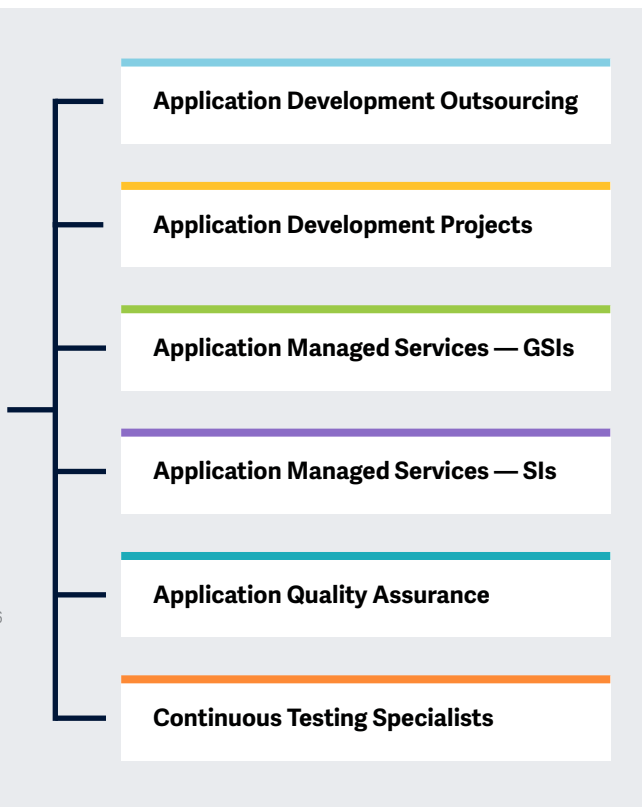 Application Development Outsourcing
Application Development Projects
Application Managed Services — GSIs
Application Managed Services — SIs
Application Quality Assurance
Continuous Testing Specialists